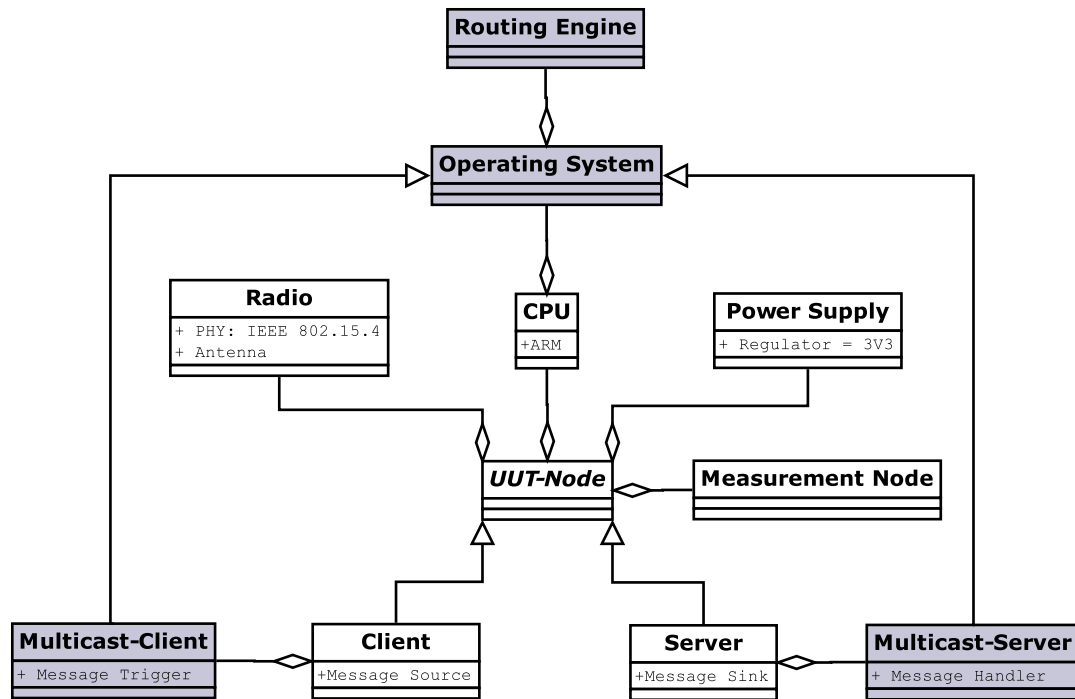 Routing Engine
Operating System
Radio
+ PHY: IEEE 802.15.4
+ Antenna
CPU
+ARM
Power Supply
+ Regulator = 3V3
UUT-Node
Measurement Node
Multicast-Client
+ Message Trigger
Client
+Message Source
Server
+Message Sink
Multicast-Server
+ Message Handler